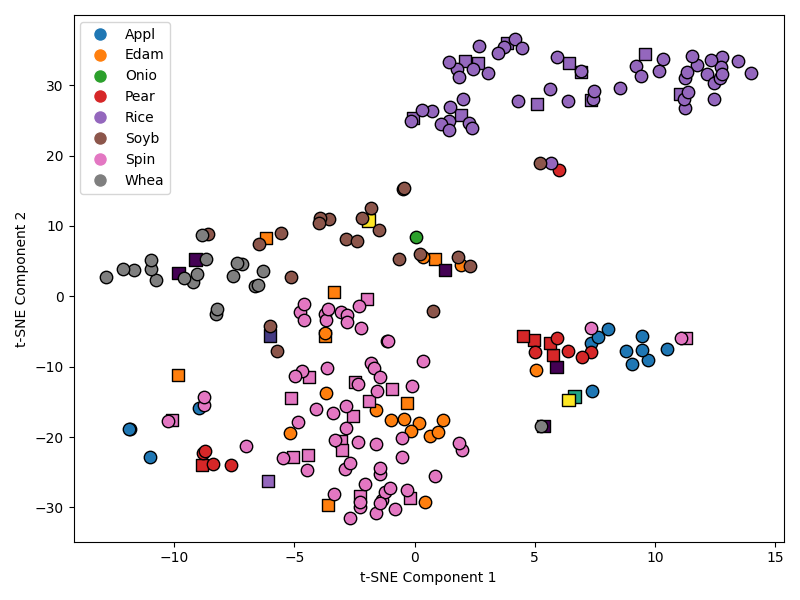 Appl
Edam
Onio
Pear
Rice
Soyb
Spin
Whea
30
20
10
0
−10
−20
−30
−10
−5
0
5
10
15
t-SNE Component 1
t-SNE Component 2